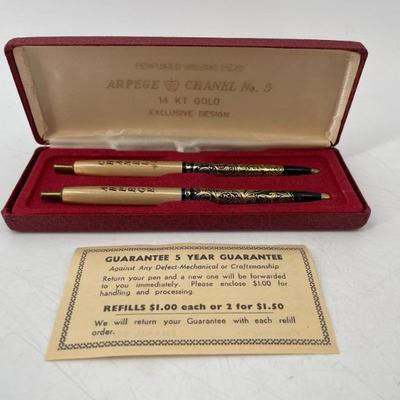 PERFUMED WRITING PENS
ARPEGE CHANEL No. 5
14 KT GOLD
EXCLUSIVE DESIGN
CHANEL
ARPEGE
GUARANTEE 5 YEAR GUARANTEE
Against Any Defect-Mechanical or Craftsmanship
Return your pen and a new one will be forwarded
to you immediately. Please enclose $1.00 for
handling and processing.
REFILLS $1.00 each or 2 for $1.50
We will return your Guarantee with each refill
order.